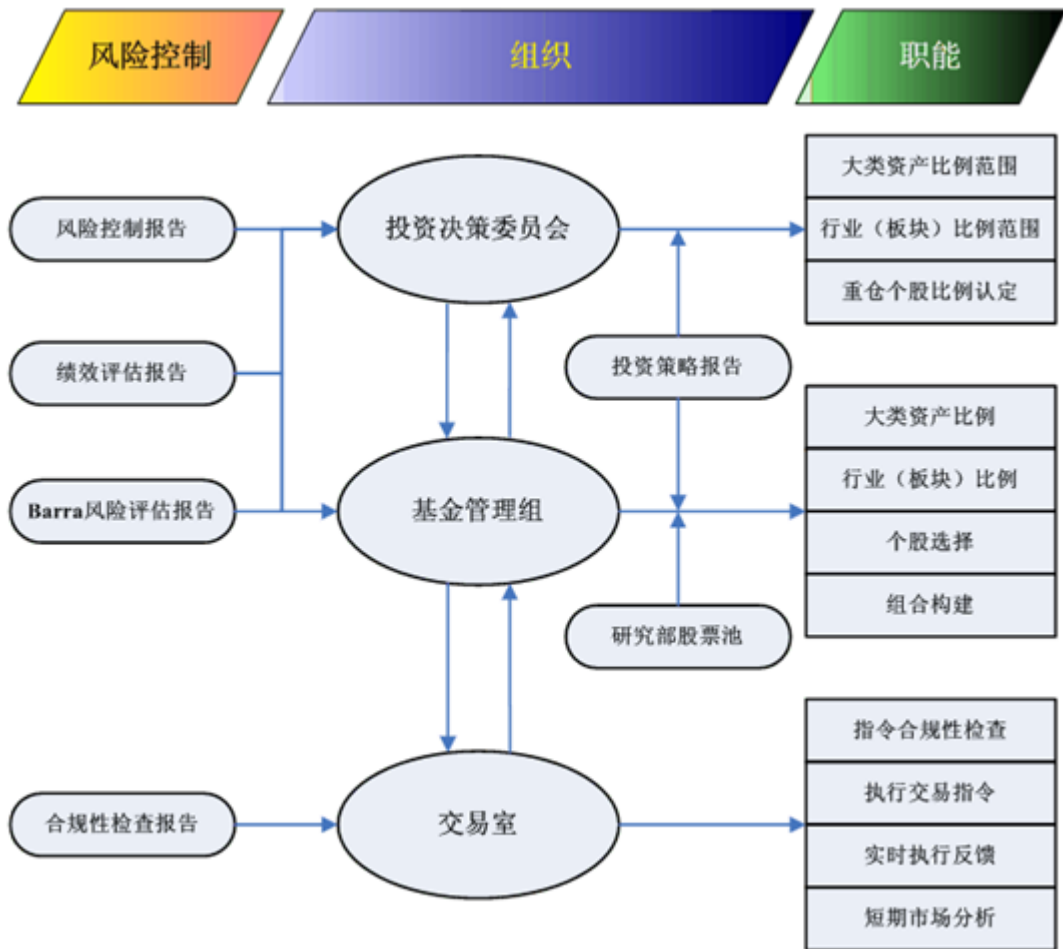 风险控制
组织
职能
大类资产比例范围
风险控制报告
投资决策委员会
行业（板块）比例范围
重仓个股比例认定
绩效评估报告
投资策略报告
大类资产比例
行业（板块）比例
Barra风险评估报告
基金管理组
个股选择
组合构建
研究部股票池
指令合规性检查
执行交易指令
合规性检查报告
交易室
实时执行反馈
短期市场分析